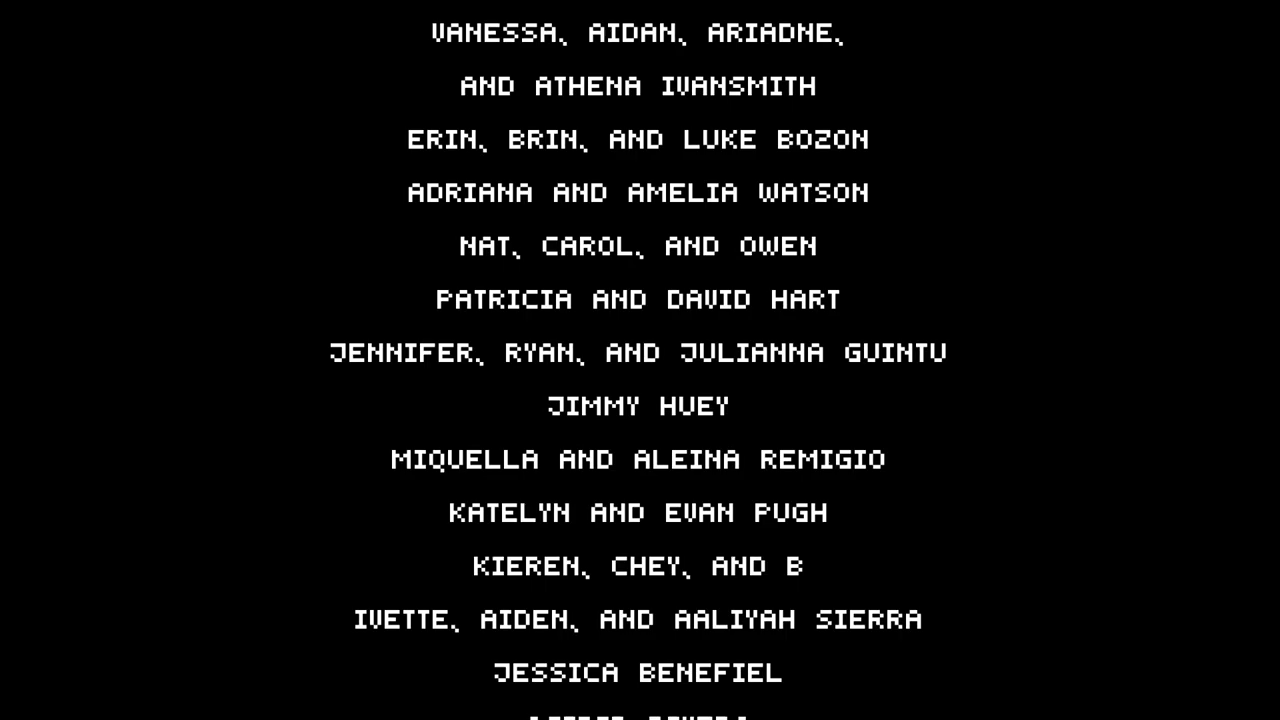 VANESSA, AIDAN, ARIADNE,
AND ATHENA IVANSMITH
ERIN, BRIN, AND LUKE BOZON
ADRIANA AND AMELIA WATSON
NAT, CAROL, AND OWEN
PATRICIA AND DAVID HART
JENNIFER, RYAN, AND JULIANNA GUINTU
JIMMY HUEY
MIQUELLA AND ALEINA REMIGIO
KATELYN AND EVAN PUGH
KIEREN, CHEY, AND B
IVETTE, AIDEN, AND AALIYAH SIERRA
JESSICA BENEFIEL